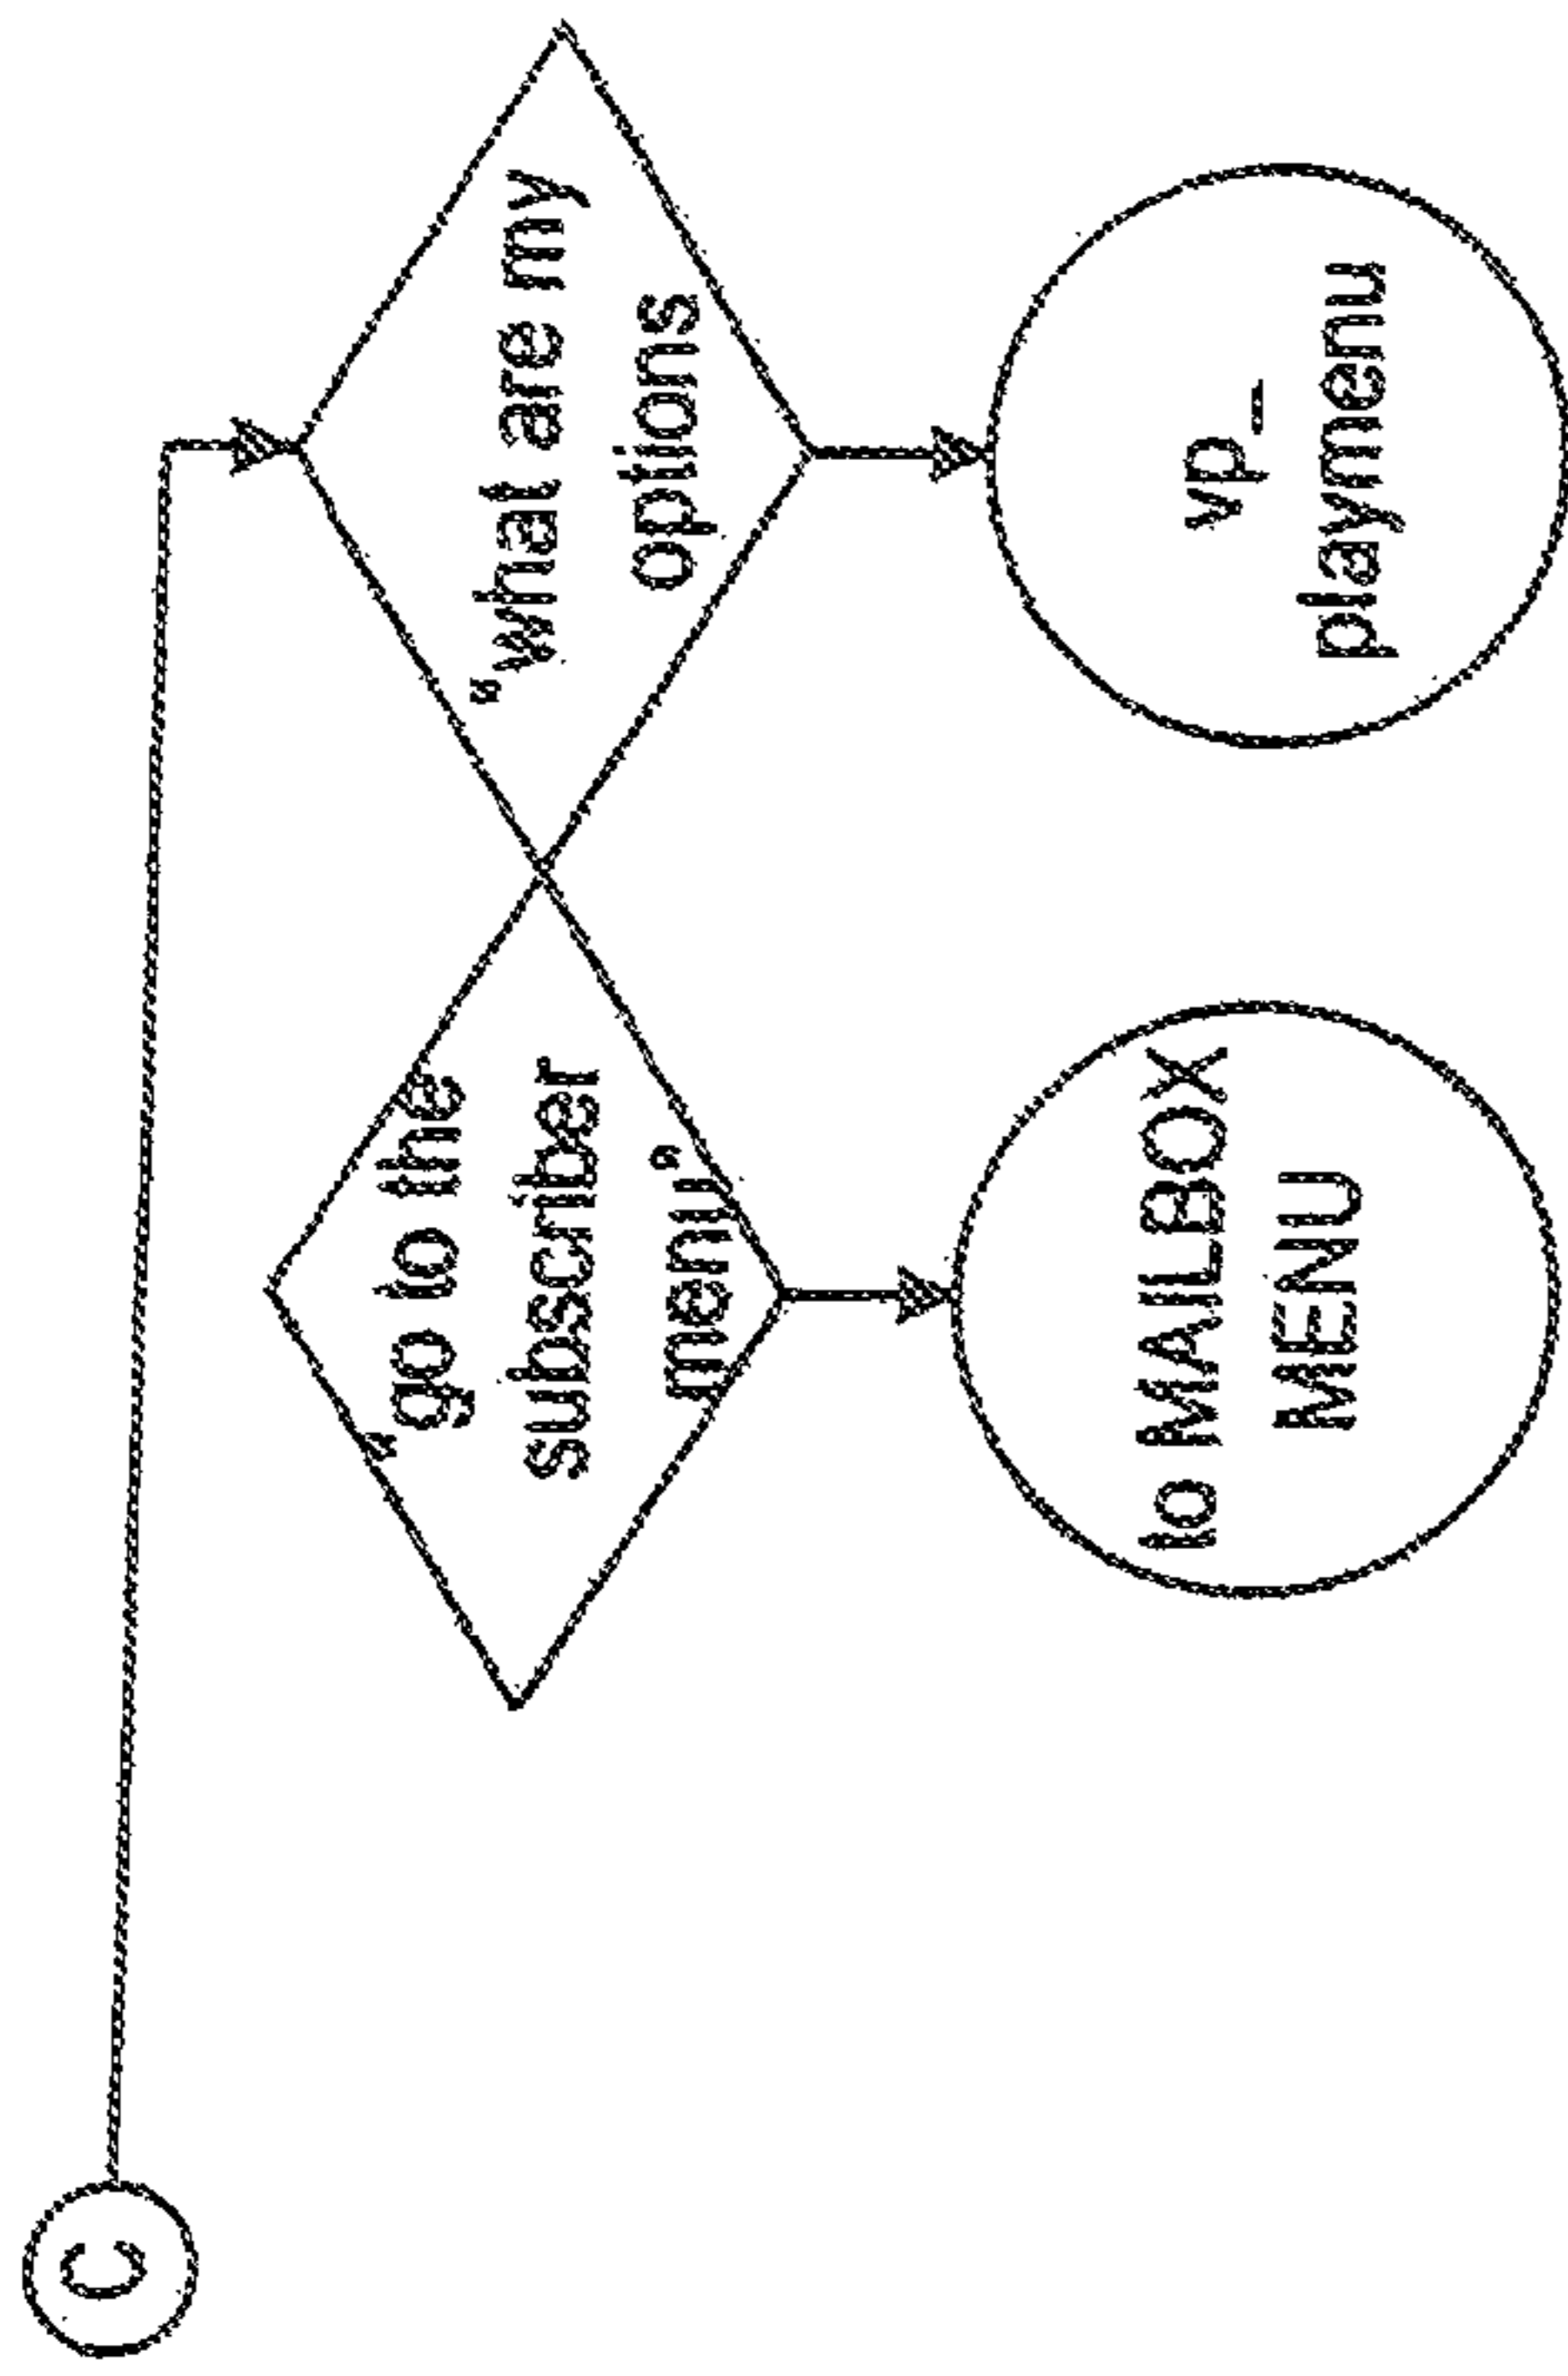 C
“go to the
subscriber
menu”
“what are my
options
to MAILBOX
MENU
vp_
playmenu